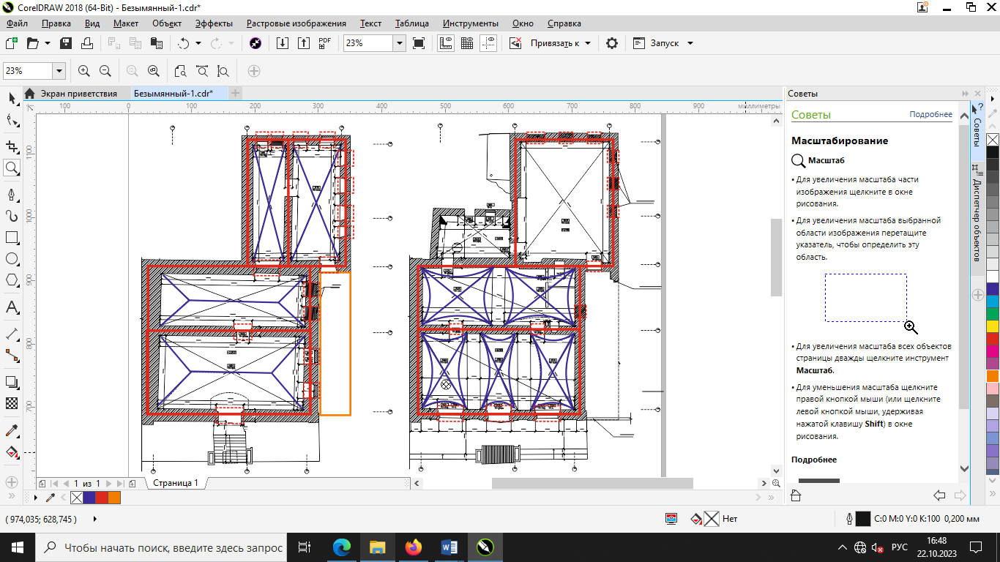 CorelDRAW 2018 (64-Bit) - Безымянный-1.cdr*
Файл Правка Вид Макет Объект Эффекты Растровые изображения Текст Таблица Инструменты Окно Справка
PDF 23% Привязать к Запуск
23%
Экран приветствия Безымянный-1.cdr*
100 0 100 200 300 400 500 600 700 800 900 миллиметры
1100
1000
900
800
700
Советы
Советы Подробнее
Масштабирование
Масштаб
• Для увеличения масштаба части
изображения щелкните в окне
рисования.
• Для увеличения масштаба выбранной
области изображения перетащите
указатель, чтобы определить эту
область.
• Для увеличения масштаба всех объектов
страницы дважды щелкните инструмент
Масштаб.
• Для уменьшения масштаба щелкните
правой кнопкой мыши (или щелкните
левой кнопкой мыши, удерживая
нажатой клавишу Shift) в окне
рисования.
Подробнее
Советы
Диспетчер объектов
1 из 1 Страница 1
( 974,035; 628,745 ) Нет C:0 M:0 Y:0 K:100 0,200 мм
Чтобы начать поиск, введите здесь запрос
РУС
16:48
22.10.2023